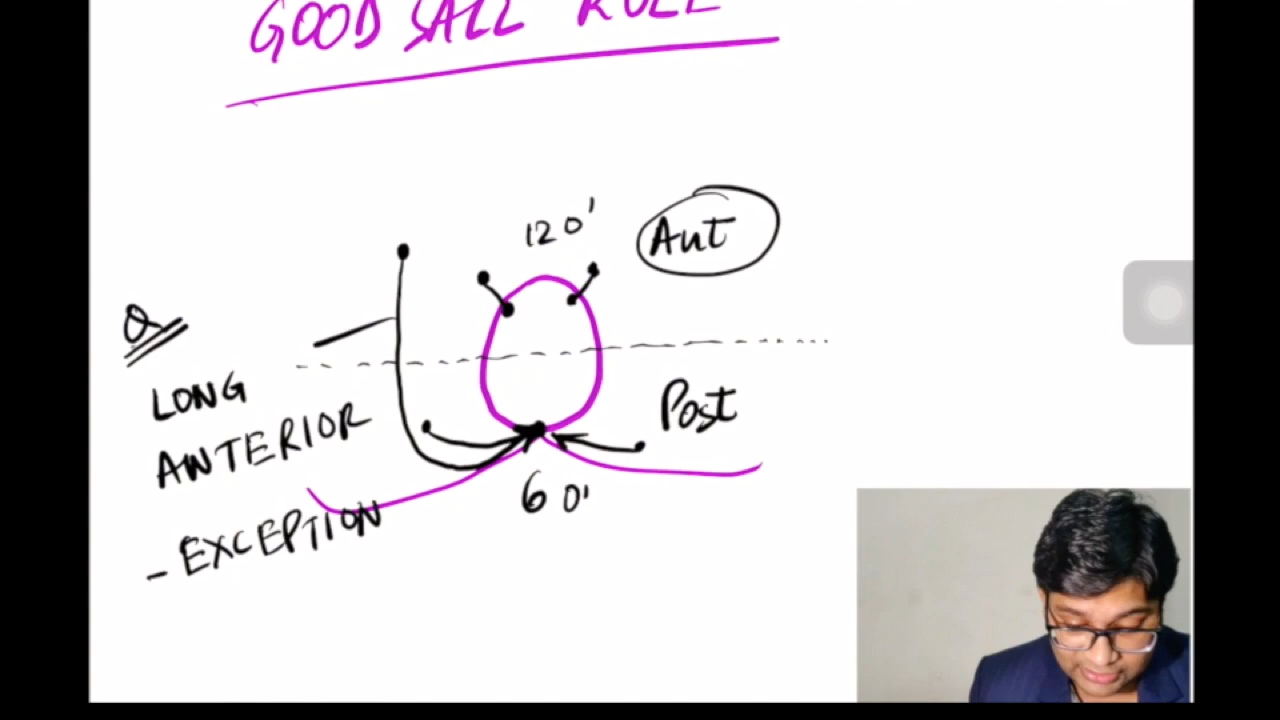 GOOD SALL RULE
120'
Ant
Q
LONG
ANTERIOR
Post
60'
- EXCEPTION